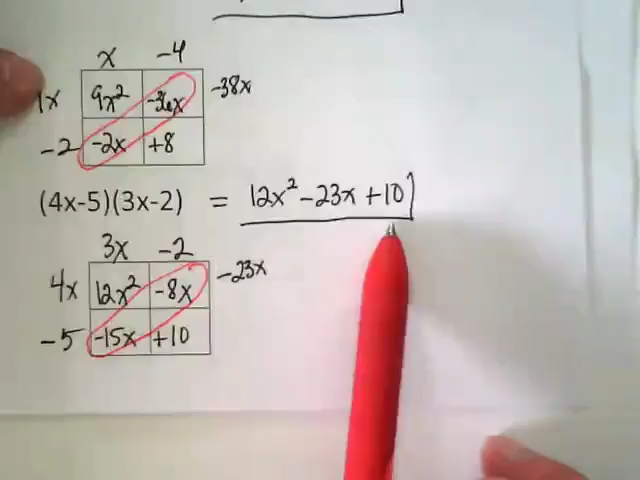 x -4
9x² -36x -38x
-2 -2x +8
(4x-5)(3x-2) = 12x² -23x +10
3x -2
4x 12x² -8x -23x
-5 -15x +10